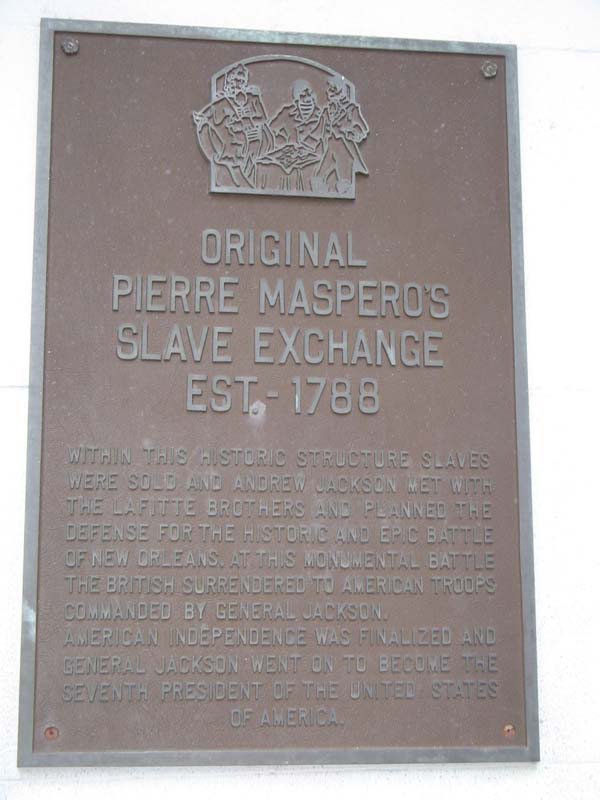 ORIGINAL
PIERRE MASPERO'S
SLAVE EXCHANGE
EST. - 1788
WITHIN THIS HISTORIC STRUCTURE SLAVES
WERE SOLD AND ANDREW JACKSON MET WITH
THE LAFITTE BROTHERS AND PLANNED THE
DEFENSE FOR THE HISTORIC AND EPIC BATTLE
OF NEW ORLEANS. AT THIS MONUMENTAL BATTLE
THE BRITISH SURRENDERED TO AMERICAN TROOPS
COMMANDED BY GENERAL JACKSON.
AMERICAN INDEPENDENCE WAS FINALIZED AND
GENERAL JACKSON WENT ON TO BECOME THE
SEVENTH PRESIDENT OF THE UNITED STATES
OF AMERICA.